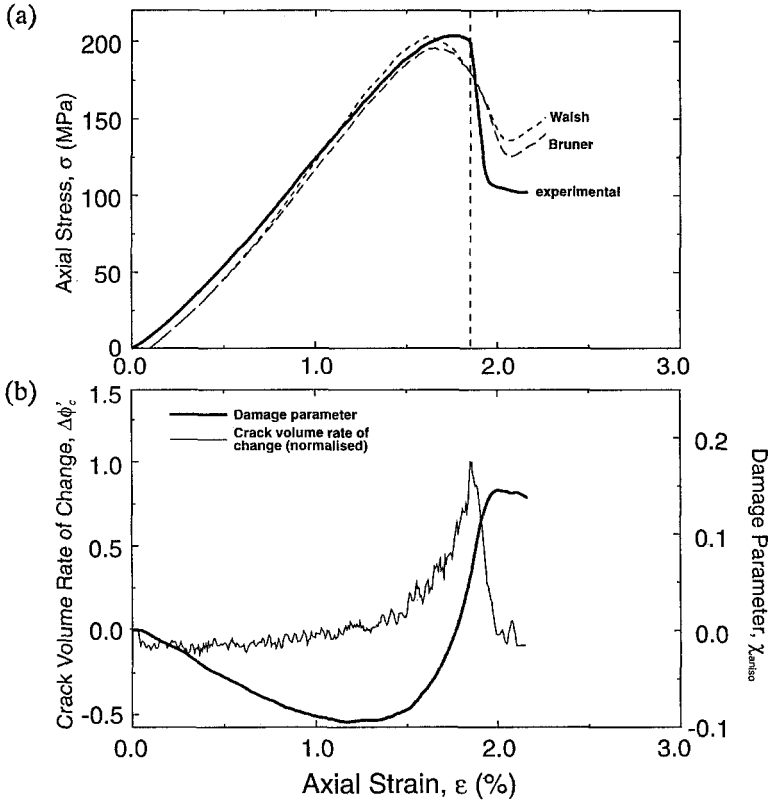 (a)
200
150
100
50
0
Axial Stress, σ (MPa)
Walsh
Bruner
experimental
0.0
1.0
2.0
3.0
(b)
1.5
1.0
0.5
0.0
-0.5
Crack Volume Rate of Change, Δϕ'c
Damage parameter
Crack volume rate of
change (normalised)
0.2
0.1
0.0
-0.1
Damage Parameter, χaniso
0.0
1.0
2.0
3.0
Axial Strain, ε (%)